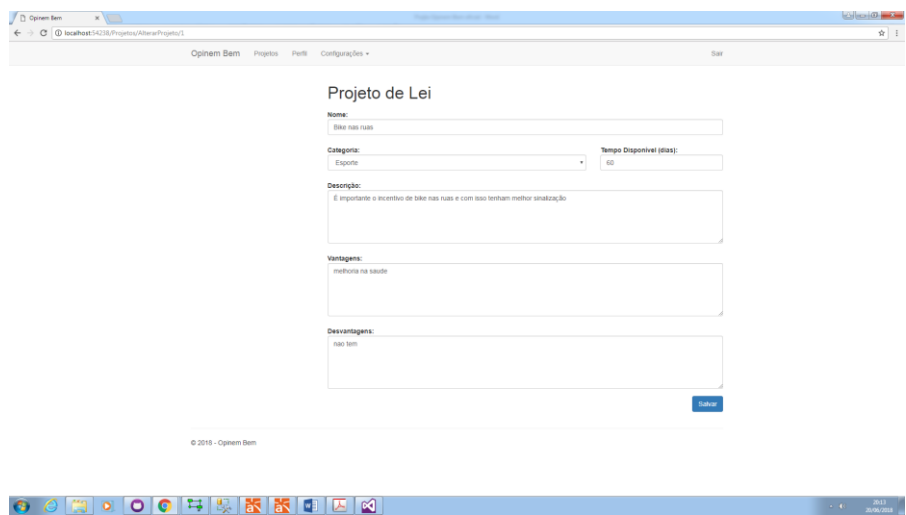 Opinem Bem
localhost:54238/Projetos/AlterarProjeto/1
Opinem Bem Projetos Perfil Configurações Sair
Projeto de Lei
Nome:
Bike nas ruas
Categoria: Tempo Disponível (dias):
Esporte 60
Descrição:
E importante o incentivo de bike nas ruas e com isso tenham melhor sinalização
Vantagens:
melhoria na saude
Desvantagens:
nao tem
Salvar
© 2018 - Opinem Bem
20:13